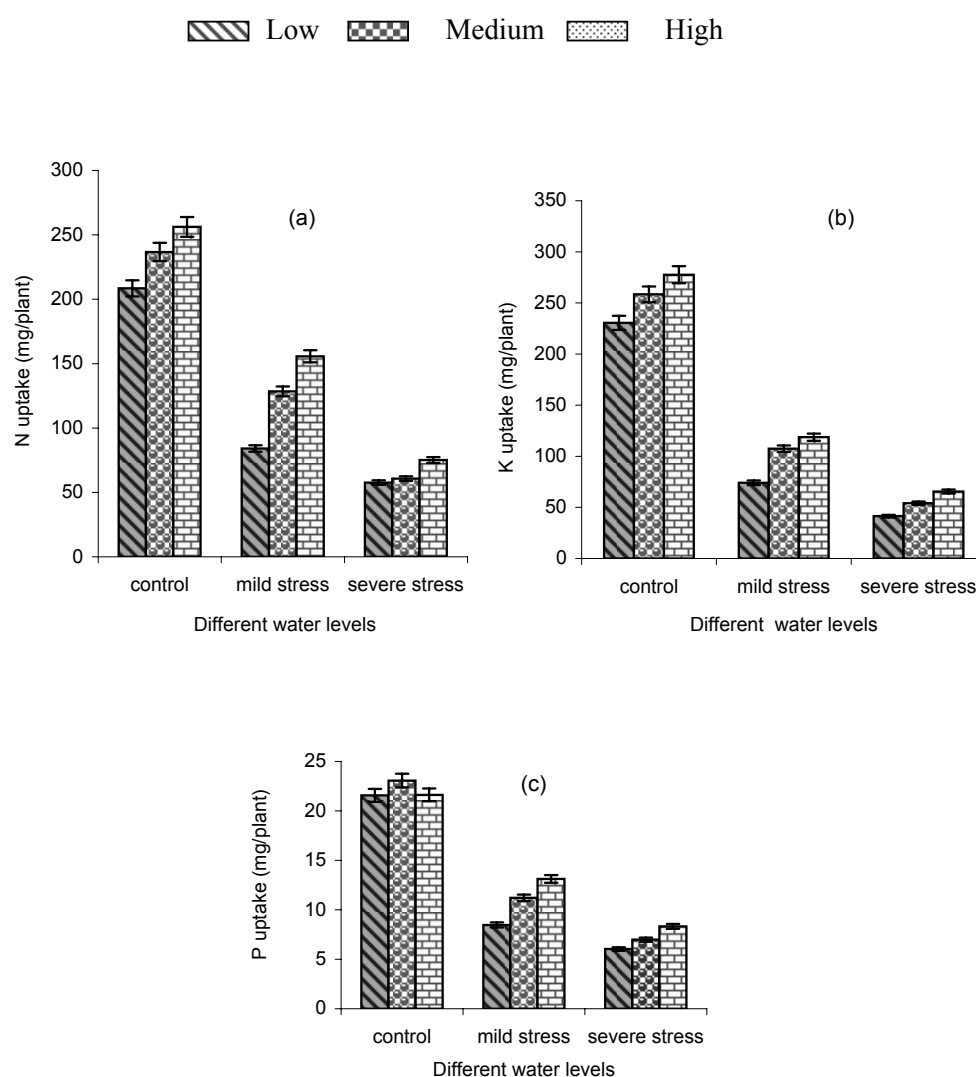 Low Medium High
300
250
200
150
100
50
0
N uptake (mg/plant)
(a)
control mild stress severe stress
Different water levels
350
300
250
200
150
100
50
0
K uptake (mg/plant)
(b)
control mild stress severe stress
Different water levels
25
20
15
10
5
0
P uptake (mg/plant)
(c)
control mild stress severe stress
Different water levels